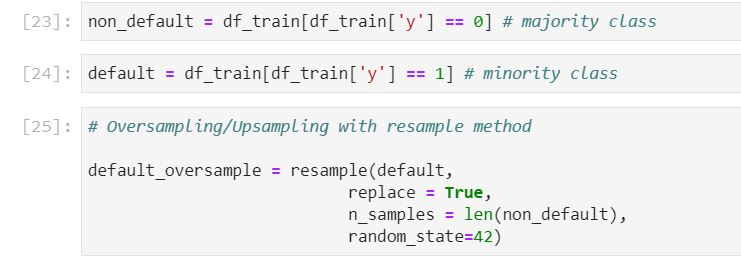 [23]: non_default = df_train[df_train['y'] == 0] # majority class
[24]: default = df_train[df_train['y'] == 1] # minority class
[25]: # Oversampling/Upsampling with resample method
default_oversample = resample(default,
replace = True,
n_samples = len(non_default),
random_state=42)